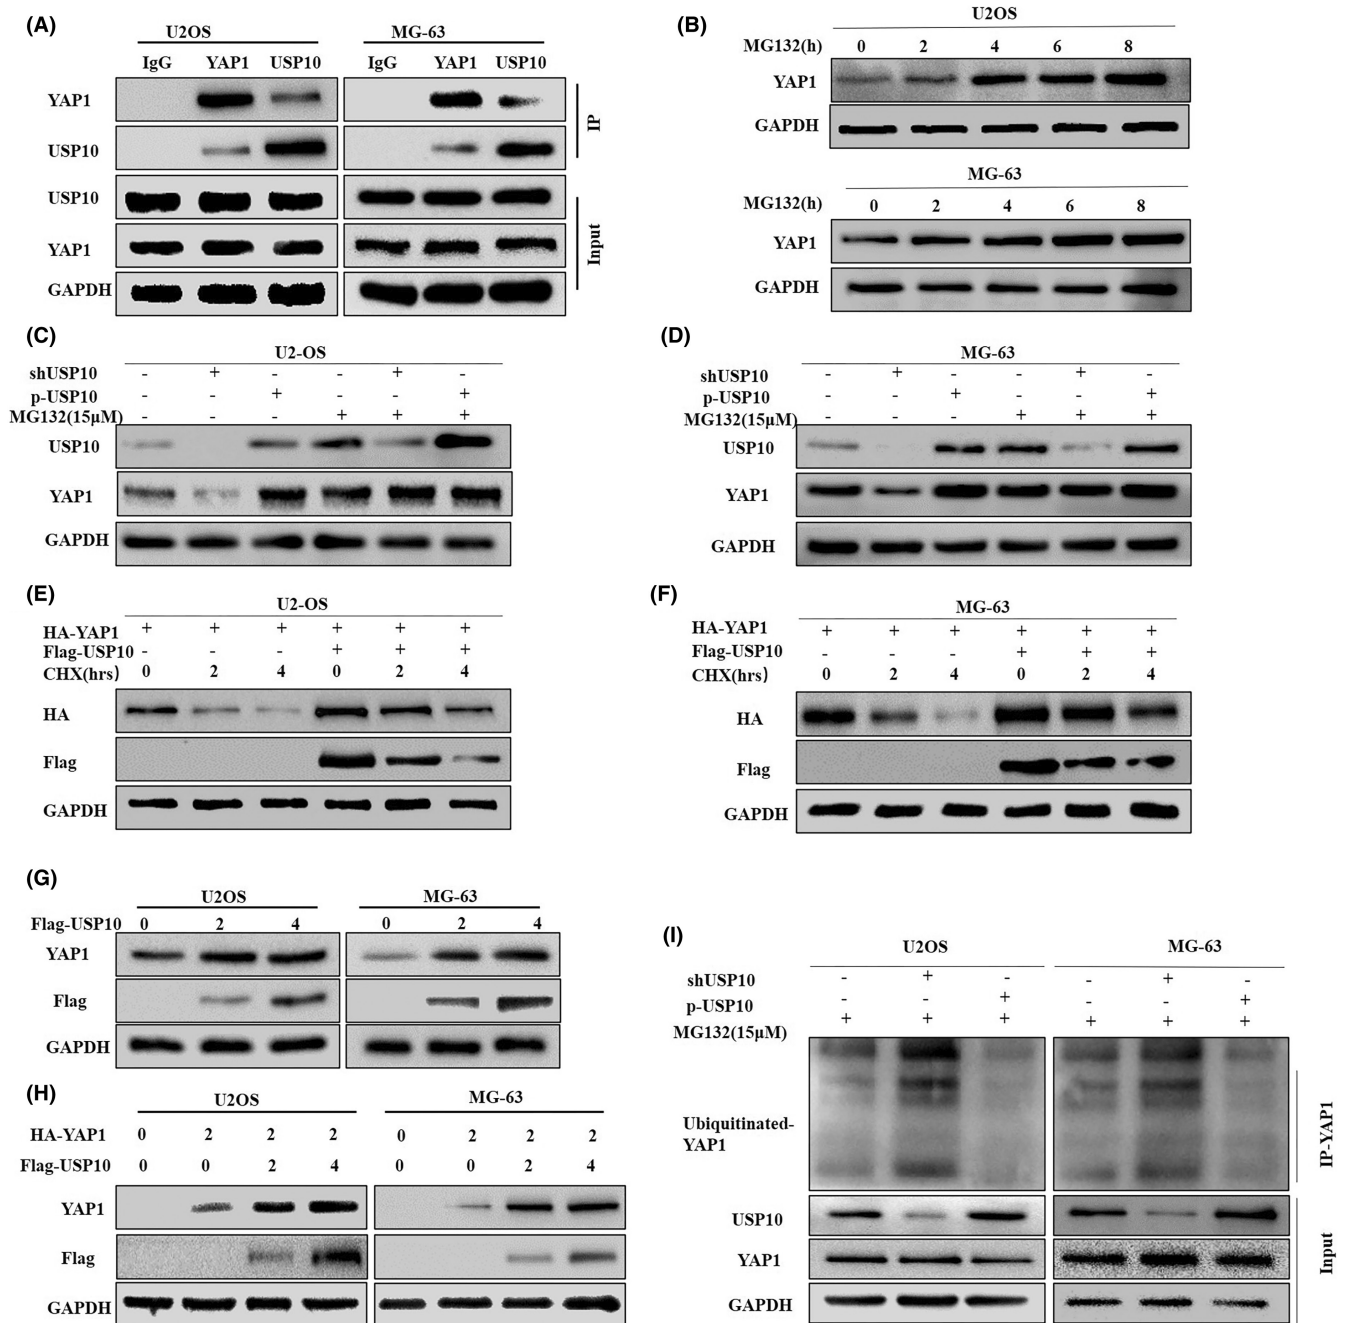 (A)
U2OS MG-63
IgG YAP1 USP10 IgG YAP1 USP10
YAP1
USP10
IP
USP10
YAP1
GAPDH
Input
(B)
U2OS
MG132(h) 0 2 4 6 8
YAP1
GAPDH
MG-63
MG132(h) 0 2 4 6 8
YAP1
GAPDH
(C)
U2-OS
shUSP10 - + - - + -
p-USP10 - - + - - +
MG132(15μM) - - - + + +
USP10
YAP1
GAPDH
(D)
MG-63
shUSP10 - + - - + -
p-USP10 - - + - - +
MG132(15μM) - - - + + +
USP10
YAP1
GAPDH
(E)
U2-OS
HA-YAP1 + + + + + +
Flag-USP10 - - - + + +
CHX(hrs) 0 2 4 0 2 4
HA
Flag
GAPDH
(F)
MG-63
HA-YAP1 + + + + + +
Flag-USP10 - - - + + +
CHX(hrs) 0 2 4 0 2 4
HA
Flag
GAPDH
(G)
U2OS MG-63
Flag-USP10 0 2 4 0 2 4
YAP1
Flag
GAPDH
(H)
U2OS MG-63
HA-YAP1 0 2 2 2 0 2 2 2
Flag-USP10 0 0 2 4 0 0 2 4
YAP1
Flag
GAPDH
(I)
U2OS MG-63
shUSP10 - + - - + -
p-USP10 - - + - - +
MG132(15μM) + + + + + +
Ubiquitinated-
YAP1
IP-YAP1
USP10
YAP1
GAPDH
Input